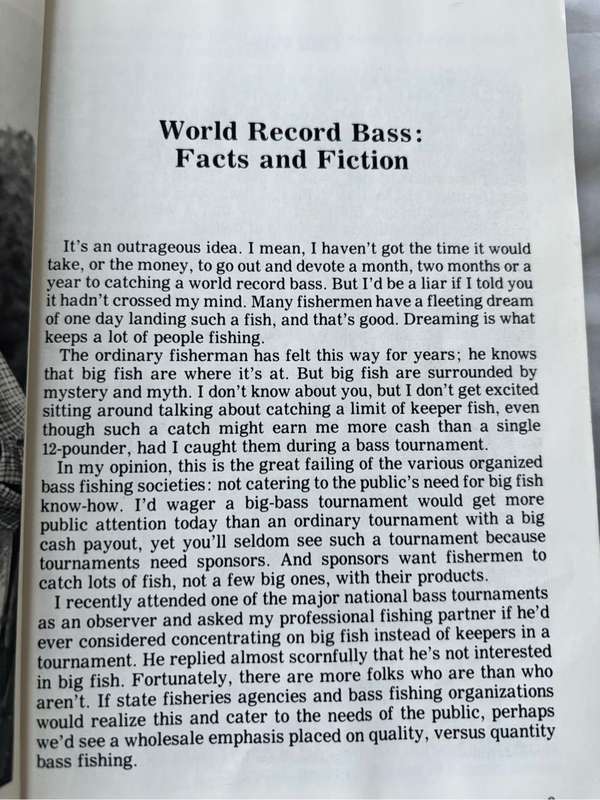 World Record Bass:
Facts and Fiction
It's an outrageous idea. I mean, I haven't got the time it would
take, or the money, to go out and devote a month, two months or a
year to catching a world record bass. But I'd be a liar if I told you
it hadn't crossed my mind. Many fishermen have a fleeting dream
of one day landing such a fish, and that's good. Dreaming is what
keeps a lot of people fishing.
The ordinary fisherman has felt this way for years; he knows
that big fish are where it's at. But big fish are surrounded by
mystery and myth. I don't know about you, but I don't get excited
sitting around talking about catching a limit of keeper fish, even
though such a catch might earn me more cash than a single
12-pounder, had I caught them during a bass tournament.
In my opinion, this is the great failing of the various organized
bass fishing societies: not catering to the public's need for big fish
know-how. I'd wager a big-bass tournament would get more
public attention today than an ordinary tournament with a big
cash payout, yet you'll seldom see such a tournament because
tournaments need sponsors. And sponsors want fishermen to
catch lots of fish, not a few big ones, with their products.
I recently attended one of the major national bass tournaments
as an observer and asked my professional fishing partner if he'd
ever considered concentrating on big fish instead of keepers in a
tournament. He replied almost scornfully that he's not interested
in big fish. Fortunately, there are more folks who are than who
aren't. If state fisheries agencies and bass fishing organizations
would realize this and cater to the needs of the public, perhaps
we'd see a wholesale emphasis placed on quality, versus quantity
bass fishing.